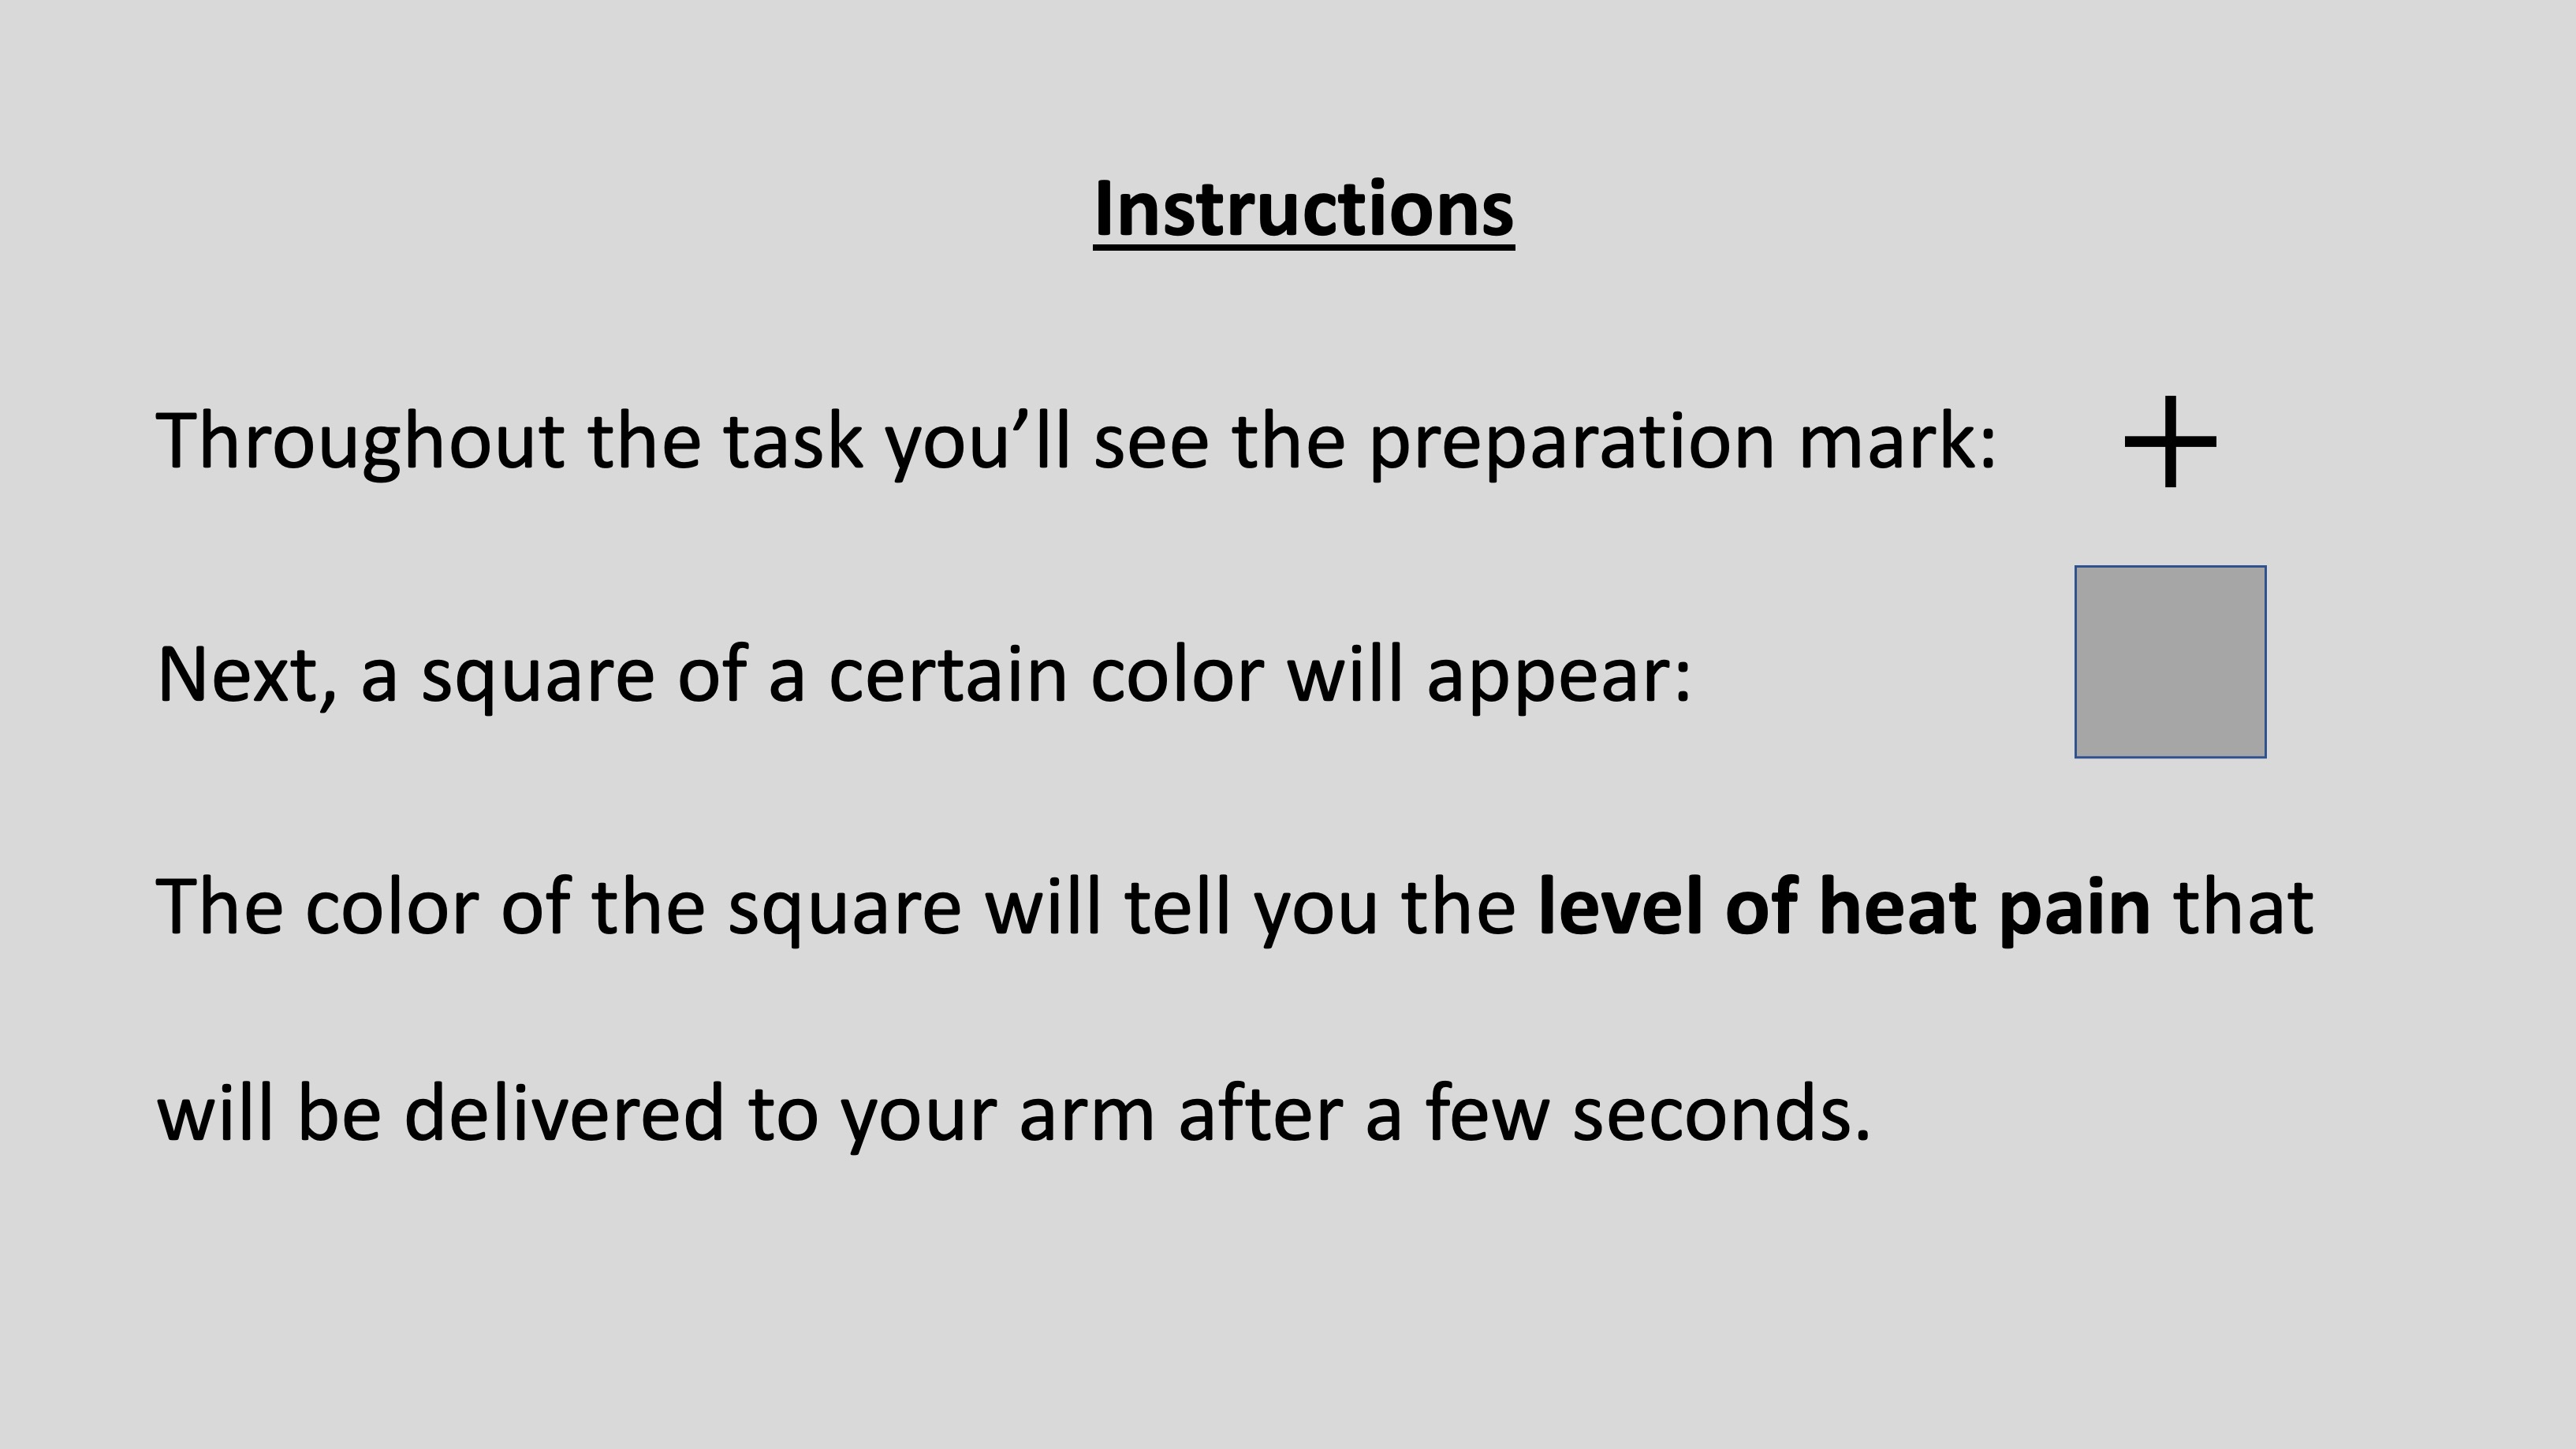 Instructions
Throughout the task you’ll see the preparation mark: +
Next, a square of a certain color will appear:
The color of the square will tell you the level of heat pain that
will be delivered to your arm after a few seconds.